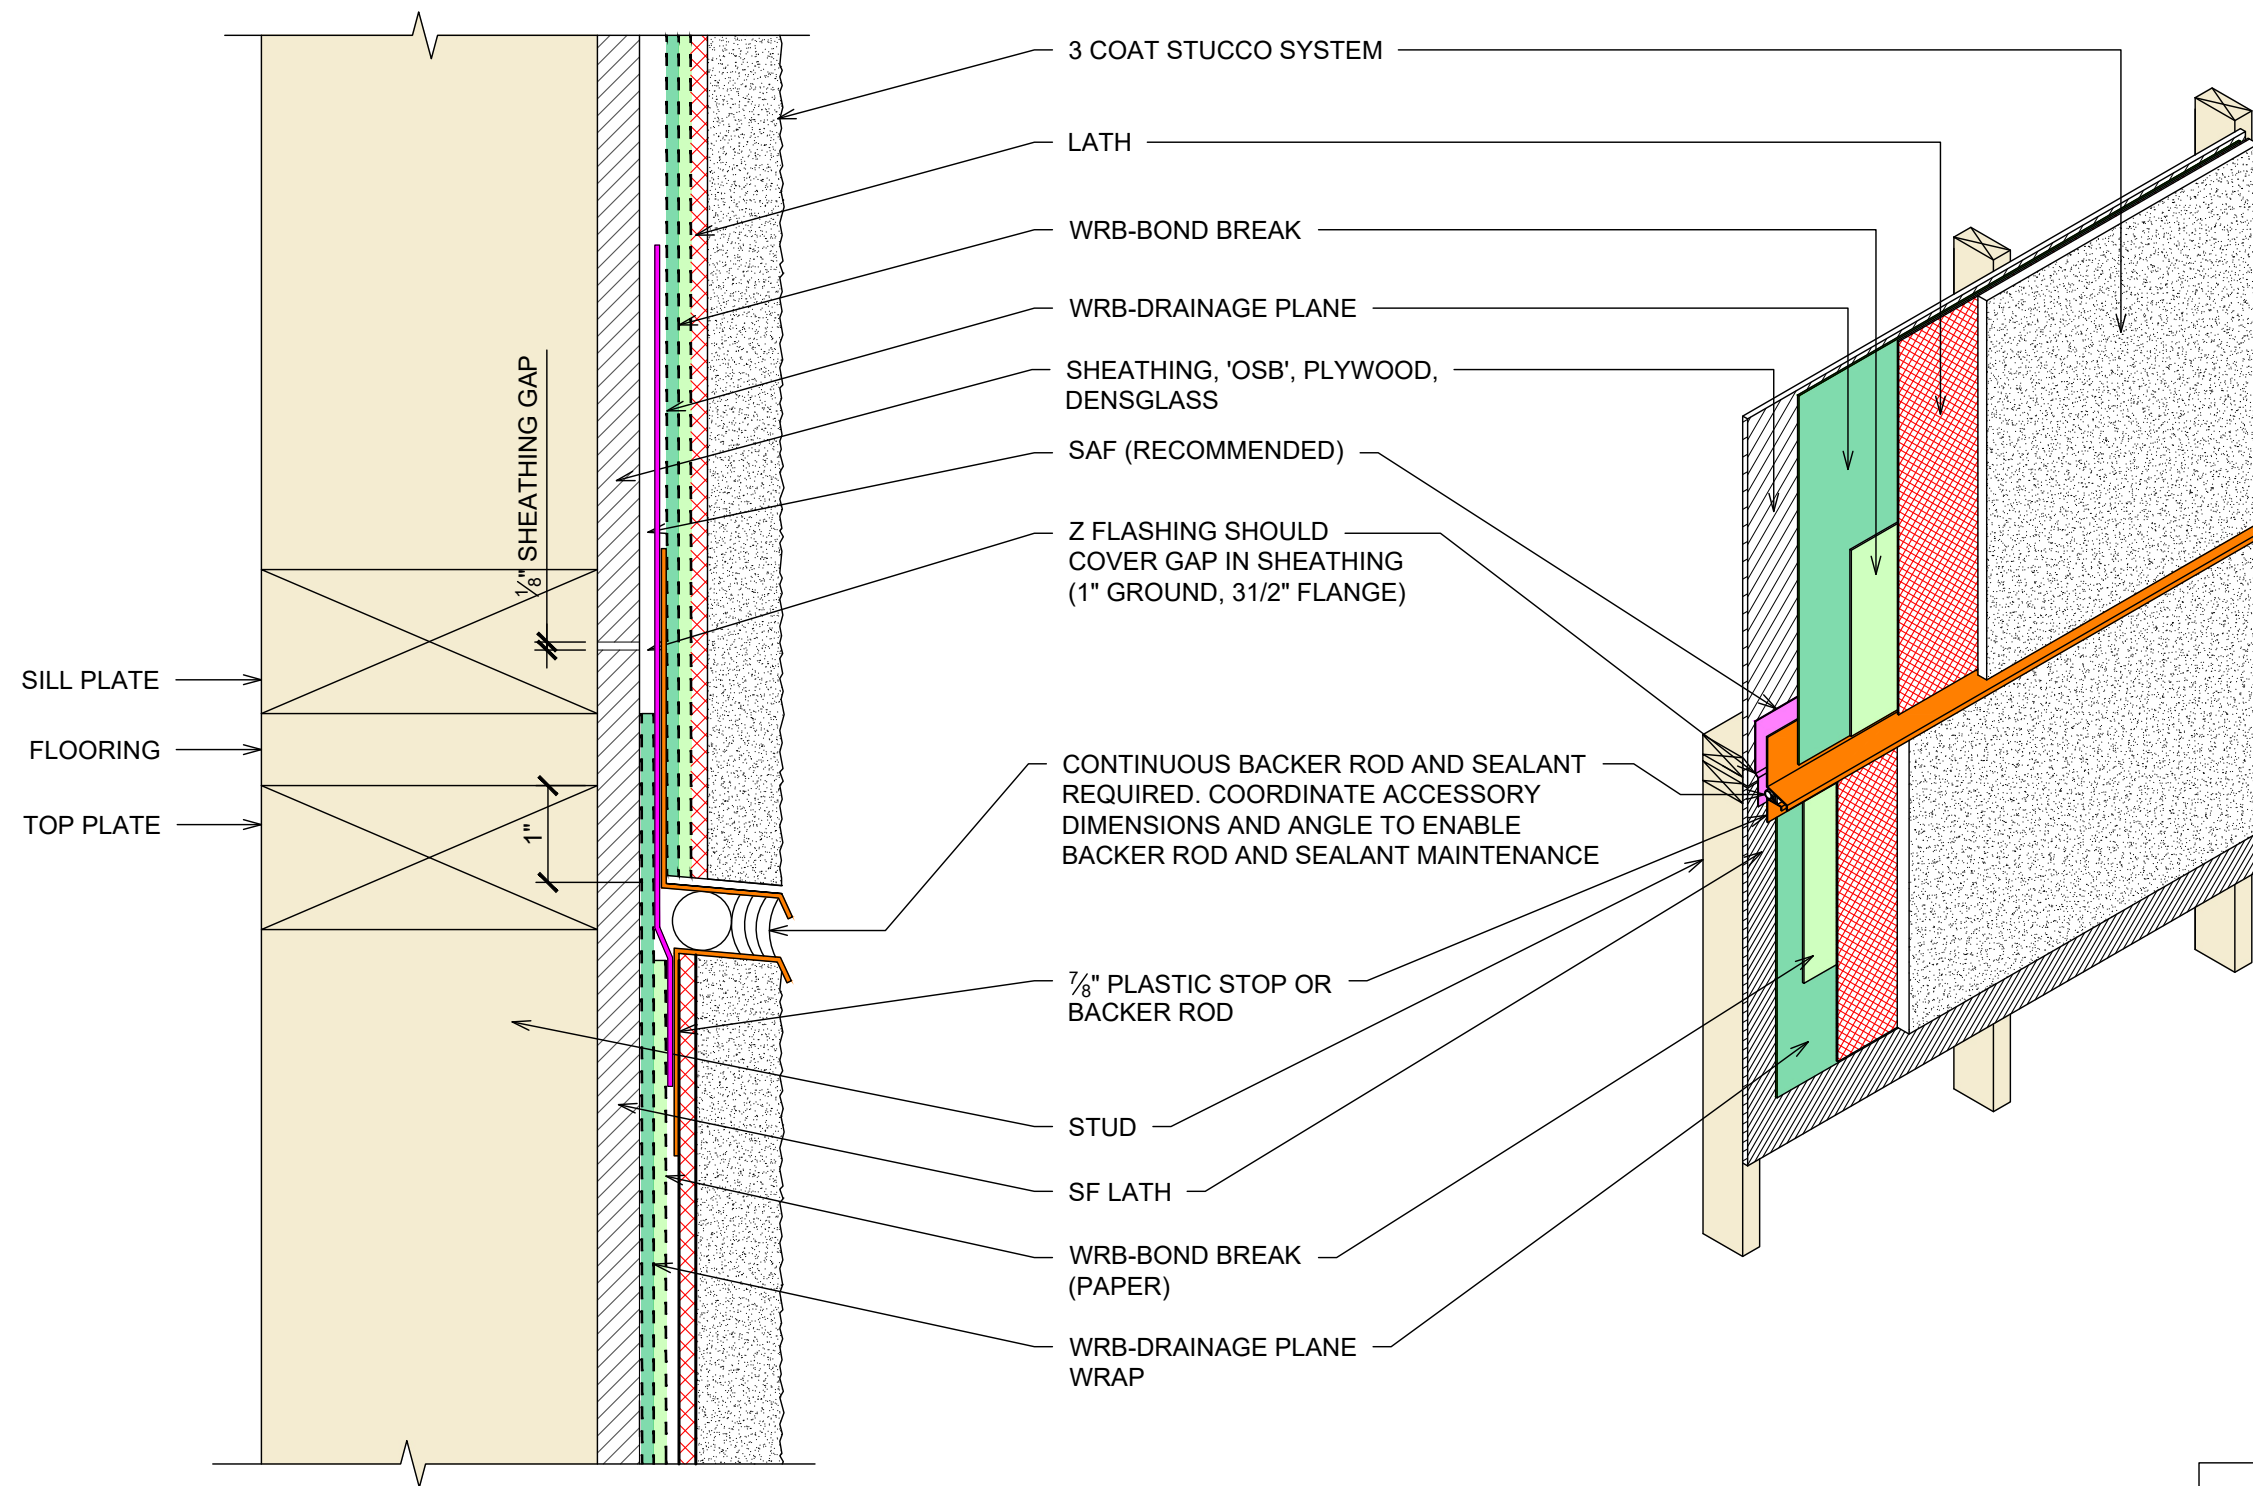 3 COAT STUCCO SYSTEM
LATH
WRB-BOND BREAK
WRB-DRAINAGE PLANE
SHEATHING, 'OSB', PLYWOOD,
DENSGLASS
SAF (RECOMMENDED)
Z FLASHING SHOULD
COVER GAP IN SHEATHING
(1" GROUND, 31/2" FLANGE)
⅛" SHEATHING GAP
SILL PLATE
FLOORING
TOP PLATE
1"
CONTINUOUS BACKER ROD AND SEALANT
REQUIRED. COORDINATE ACCESSORY
DIMENSIONS AND ANGLE TO ENABLE
BACKER ROD AND SEALANT MAINTENANCE
⅞" PLASTIC STOP OR
BACKER ROD
STUD
SF LATH
WRB-BOND BREAK
(PAPER)
WRB-DRAINAGE PLANE
WRAP